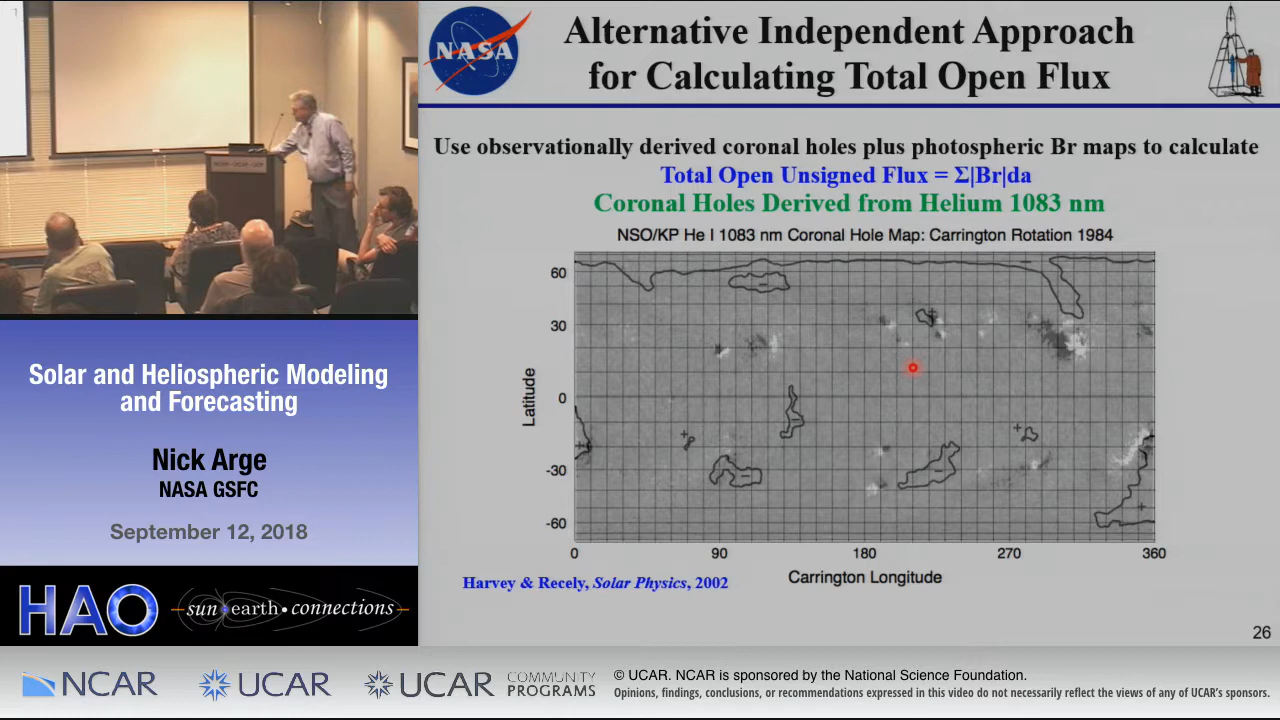 NCAR • UCAR • UCP
Solar and Heliospheric Modeling
and Forecasting
Nick Arge
NASA GSFC
September 12, 2018
HAO
sun earth connections
NASA
Alternative Independent Approach
for Calculating Total Open Flux
Use observationally derived coronal holes plus photospheric Br maps to calculate
Total Open Unsigned Flux = Σ|Br|da
Coronal Holes Derived from Helium 1083 nm
NSO/KP He I 1083 nm Coronal Hole Map: Carrington Rotation 1984
Latitude
60
30
0
-30
-60
0 90 180 270 360
Carrington Longitude
Harvey & Recely, Solar Physics, 2002
26
NCAR
UCAR
UCAR
COMMUNITY
PROGRAMS
© UCAR. NCAR is sponsored by the National Science Foundation.
Opinions, findings, conclusions, or recommendations expressed in this video do not necessarily reflect the views of any of UCAR's sponsors.